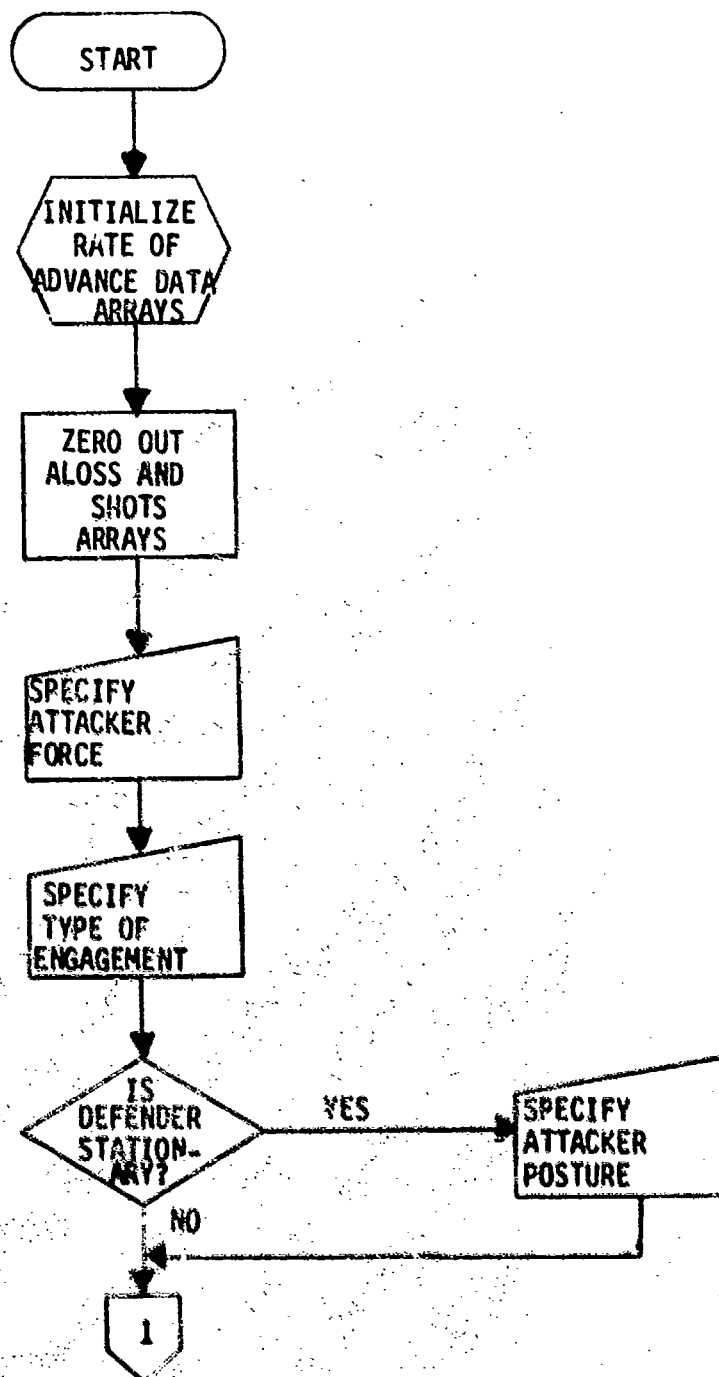 START
INITIALIZE
RATE OF
ADVANCE DATA
ARRAYS
ZERO OUT
ALOSS AND
SHOTS
ARRAYS
SPECIFY
ATTACKER
FORCE
SPECIFY
TYPE OF
ENGAGEMENT
IS
DEFENDER
STATION-
ARY?
YES
SPECIFY
ATTACKER
POSTURE
NO
1